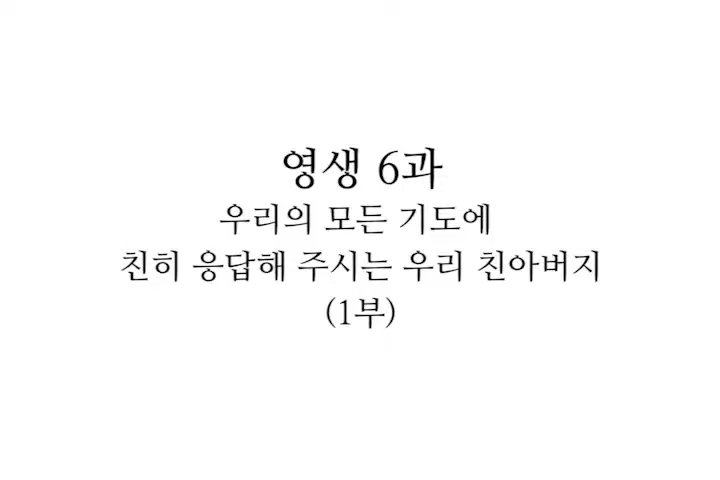 영생 6과
우리의 모든 기도에
친히 응답해 주시는 우리 친아버지
(1부)